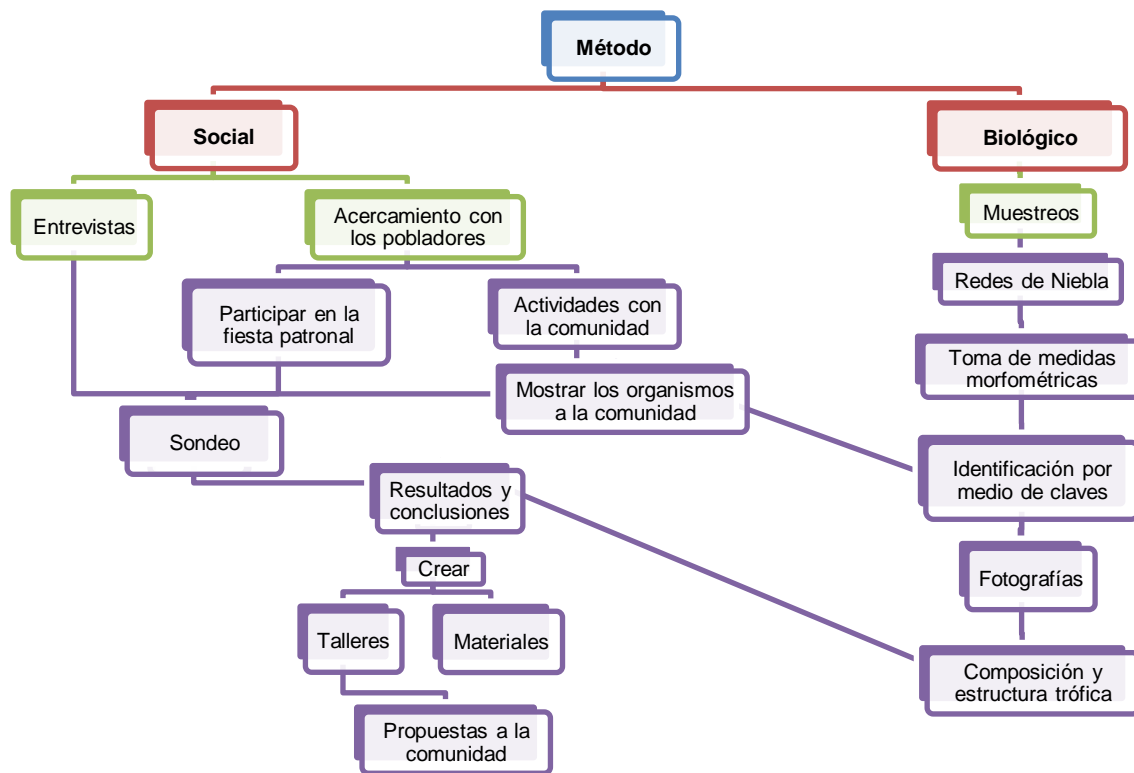 Método
Social
Biológico
Entrevistas
Acercamiento con
los pobladores
Muestreos
Participar en la
fiesta patronal
Actividades con
la comunidad
Redes de Niebla
Mostrar los organismos
a la comunidad
Toma de medidas
morfométricas
Sondeo
Resultados y
conclusiones
Identificación por
medio de claves
Crear
Fotografías
Talleres
Materiales
Composición y
estructura trófica
Propuestas a la
comunidad